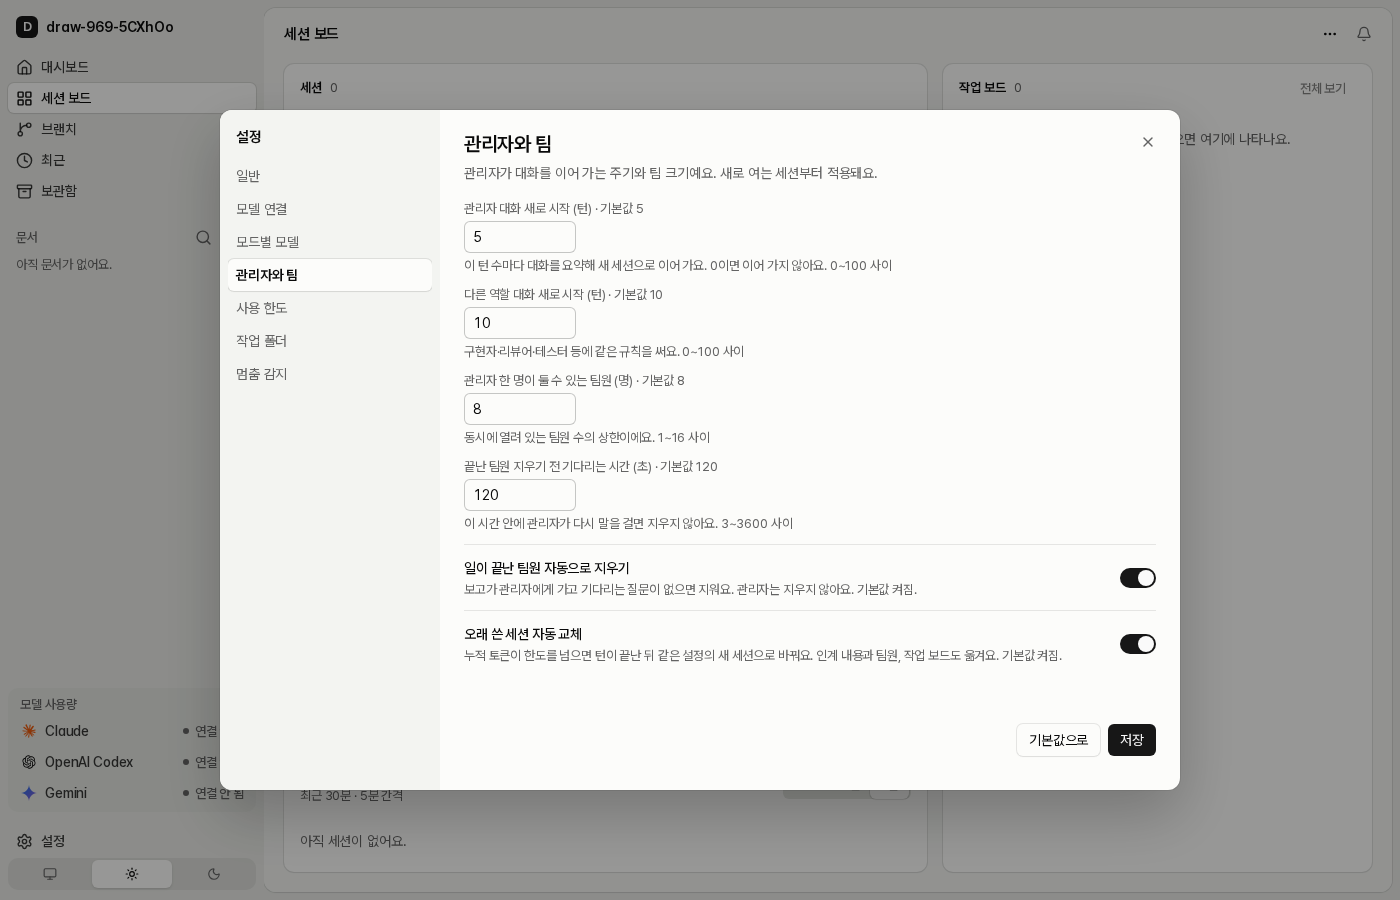 D draw-969-5CXhOo
대시보드
세션 보드
브랜치
최근
보관함
문서
아직 문서가 없어요.
모델 사용량
Claude 연결
OpenAI Codex 연결
Gemini 연결 안 됨
설정
세션 보드
세션 0
작업 보드 0 전체 보기
으면 여기에 나타나요.
설정
일반
모델 연결
모드별 모델
관리자와 팀
사용 한도
작업 폴더
멈춤 감지
관리자와 팀
관리자가 대화를 이어 가는 주기와 팀 크기예요. 새로 여는 세션부터 적용돼요.
관리자 대화 새로 시작 (턴) · 기본값 5
5
이 턴 수마다 대화를 요약해 새 세션으로 이어 가요. 0이면 이어 가지 않아요. 0~100 사이
다른 역할 대화 새로 시작 (턴) · 기본값 10
10
구현자·리뷰어·테스터 등에 같은 규칙을 써요. 0~100 사이
관리자 한 명이 둘 수 있는 팀원 (명) · 기본값 8
8
동시에 열려 있는 팀원 수의 상한이에요. 1~16 사이
끝난 팀원 지우기 전 기다리는 시간 (초) · 기본값 120
120
이 시간 안에 관리자가 다시 말을 걸면 지우지 않아요. 3~3600 사이
일이 끝난 팀원 자동으로 지우기
보고가 관리자에게 가고 기다리는 질문이 없으면 지워요. 관리자는 지우지 않아요. 기본값 켜짐.
오래 쓴 세션 자동 교체
누적 토큰이 한도를 넘으면 턴이 끝난 뒤 같은 설정의 새 세션으로 바꿔요. 인계 내용과 팀원, 작업 보드도 옮겨요. 기본값 켜짐.
기본값으로 저장
최근 30분 · 5분 간격
아직 세션이 없어요.